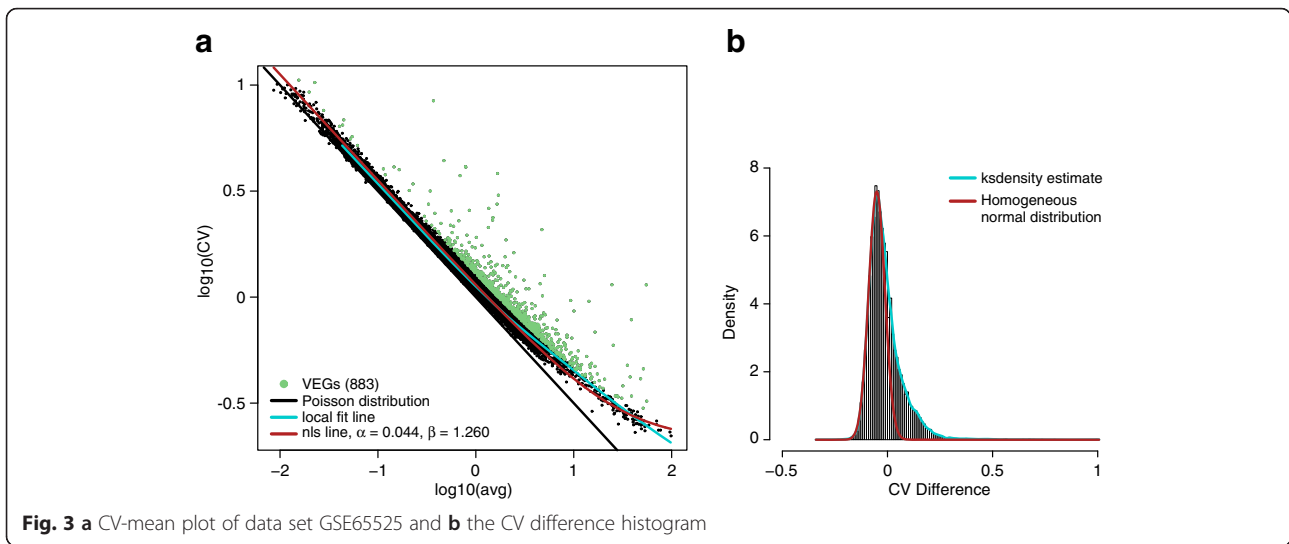 a
1
0.5
0
-0.5
log10(CV)
VEGs (883)
Poisson distribution
local fit line
nls line, α = 0.044, β = 1.260
−2
−1
0
1
2
log10(avg)
b
8
6
4
2
0
Density
ksdensity estimate
Homogeneous
normal distribution
−0.5
0
0.5
1
CV Difference
Fig. 3 a CV-mean plot of data set GSE65525 and b the CV difference histogram